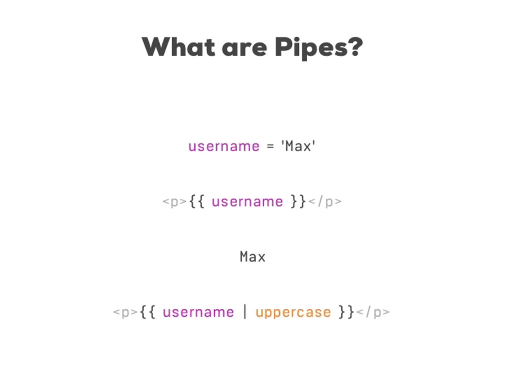 What are Pipes?
username = 'Max'
<p>{{ username }}</p>
Max
<p>{{ username | uppercase }}</p>